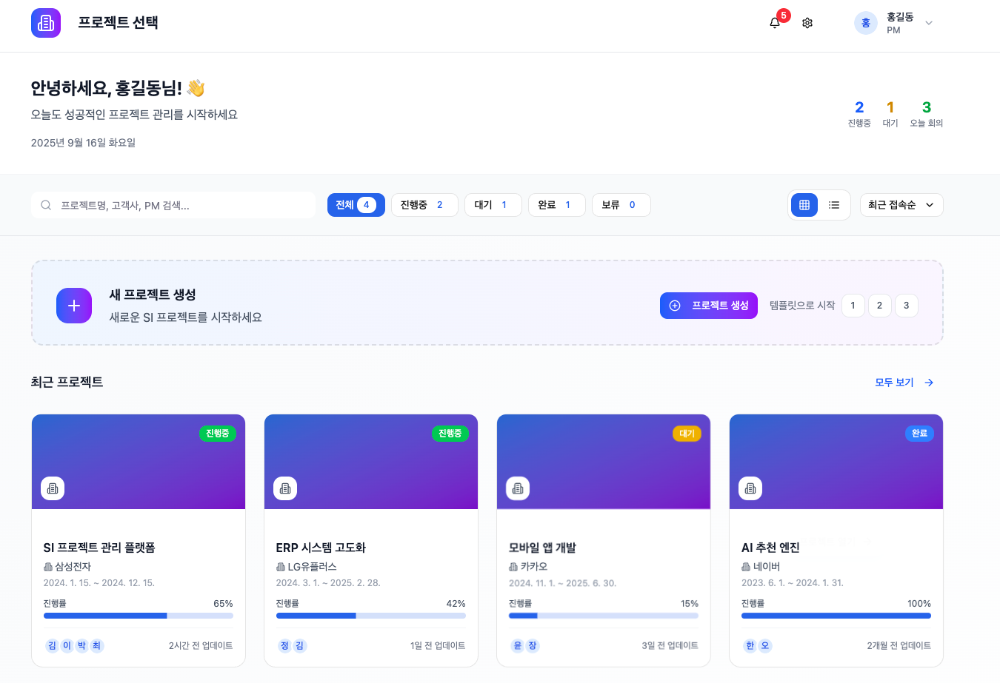 프로젝트 선택
5
홍
홍길동
PM
안녕하세요, 홍길동님! 👋
오늘도 성공적인 프로젝트 관리를 시작하세요
2025년 9월 16일 화요일
2
진행중
1
대기
3
오늘 회의
프로젝트명, 고객사, PM 검색...
전체 4
진행중 2
대기 1
완료 1
보류 0
최근 접속순
새 프로젝트 생성
새로운 SI 프로젝트를 시작하세요
프로젝트 생성
템플릿으로 시작 1 2 3
최근 프로젝트
모두 보기
진행중
SI 프로젝트 관리 플랫폼
삼성전자
2024. 1. 15. ~ 2024. 12. 15.
진행률 65%
김 이 박 최 2시간 전 업데이트
진행중
ERP 시스템 고도화
LG유플러스
2024. 3. 1. ~ 2025. 2. 28.
진행률 42%
정 김 1일 전 업데이트
대기
모바일 앱 개발
카카오
2024. 11. 1. ~ 2025. 6. 30.
진행률 15%
윤 장 3일 전 업데이트
완료
AI 추천 엔진
네이버
2023. 6. 1. ~ 2024. 1. 31.
진행률 100%
한 오 2개월 전 업데이트